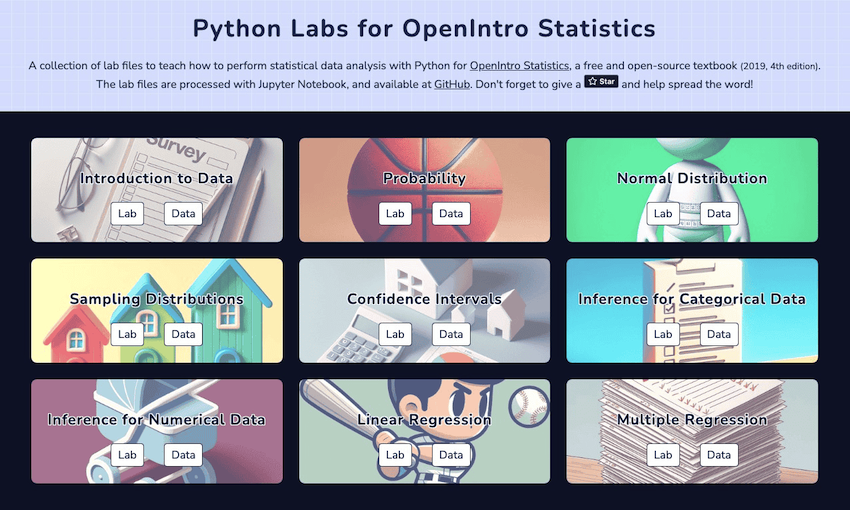 Python Labs for OpenIntro Statistics
A collection of lab files to teach how to perform statistical data analysis with Python for OpenIntro Statistics, a free and open-source textbook (2019, 4th edition).
The lab files are processed with Jupyter Notebook, and available at GitHub. Don't forget to give a Star and help spread the word!
Survey
Introduction to Data
Lab Data
Probability
Lab Data
Normal Distribution
Lab Data
Sampling Distributions
Lab Data
Confidence Intervals
Lab Data
Inference for Categorical Data
Lab Data
Inference for Numerical Data
Lab Data
Linear Regression
Lab Data
Multiple Regression
Lab Data